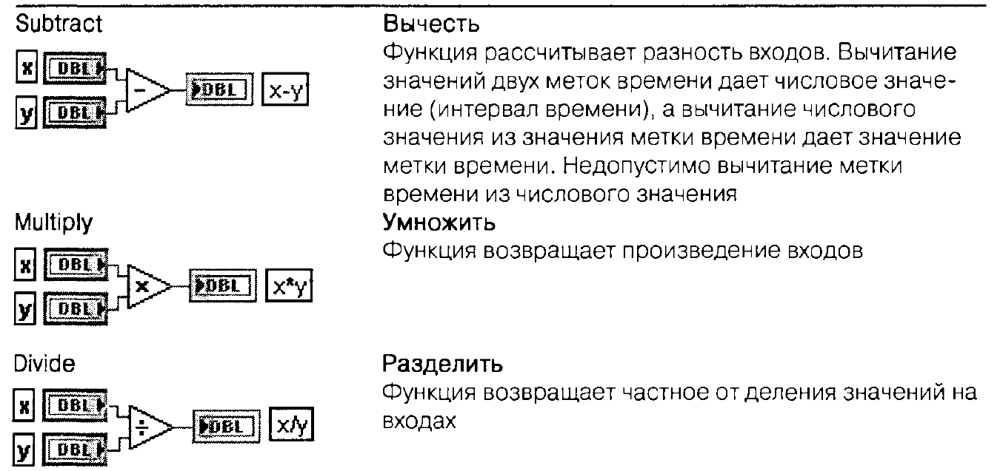 Subtract
x DBL
y DBL
− DBL x-y
Вычесть
Функция рассчитывает разность входов. Вычитание
значений двух меток времени дает числовое значе-
ние (интервал времени), а вычитание числового
значения из значения метки времени дает значение
метки времени. Недопустимо вычитание метки
времени из числового значения
Multiply
x DBL
y DBL
× DBL x*y
Умножить
Функция возвращает произведение входов
Divide
x DBL
y DBL
÷ DBL x/y
Разделить
Функция возвращает частное от деления значений на
входах